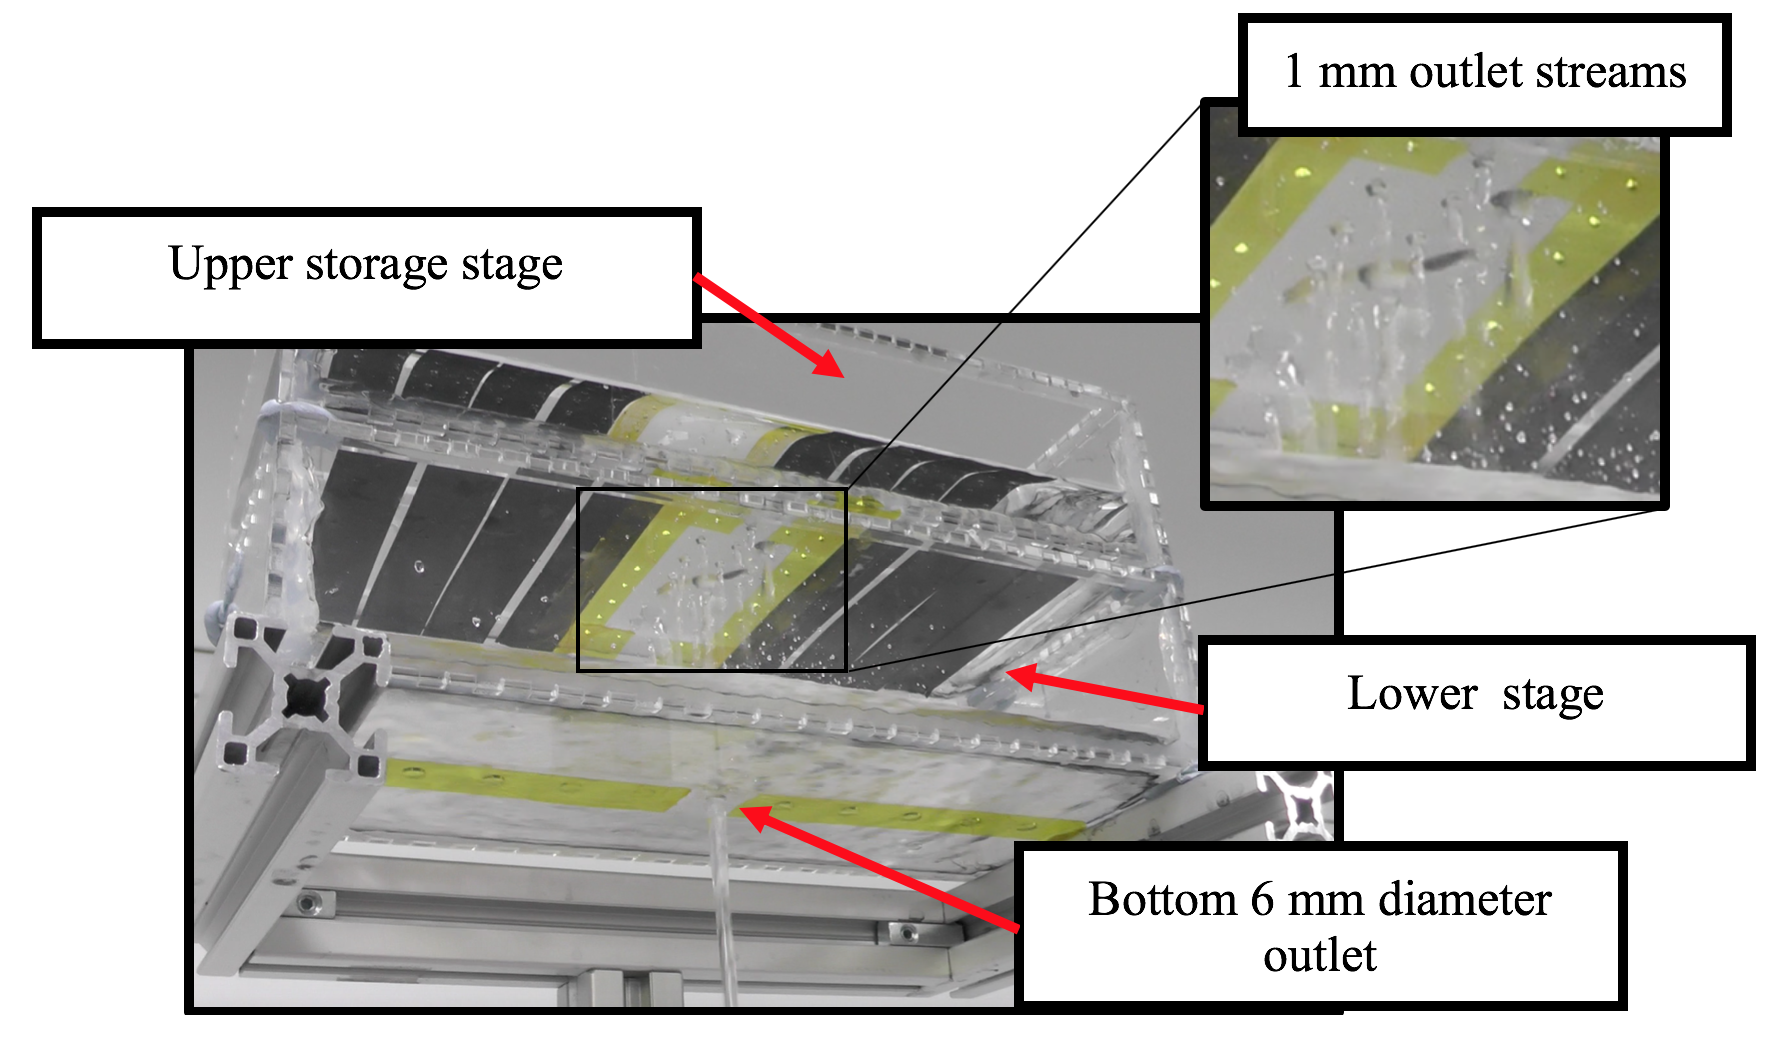 1 mm outlet streams
Upper storage stage
Lower stage
Bottom 6 mm diameter
outlet